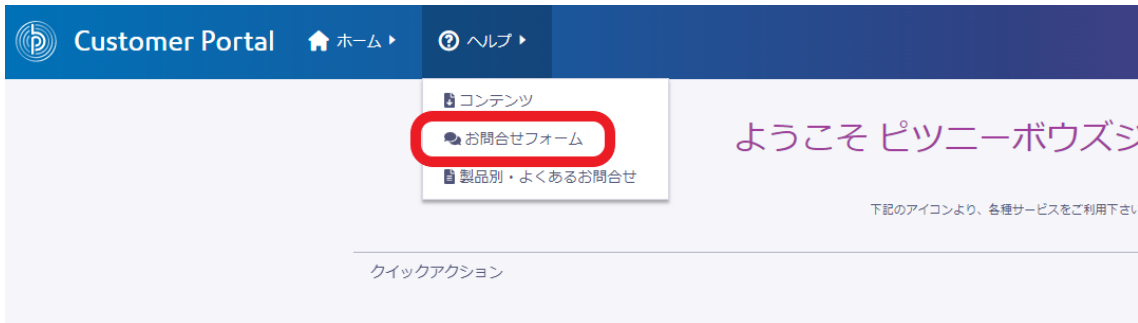 Customer Portal ホーム ヘルプ
コンテンツ
お問合せフォーム
製品別・よくあるお問合せ
ようこそ ピツニーボウズジ
下記のアイコンより、各種サービスをご利用下さい
クイックアクション